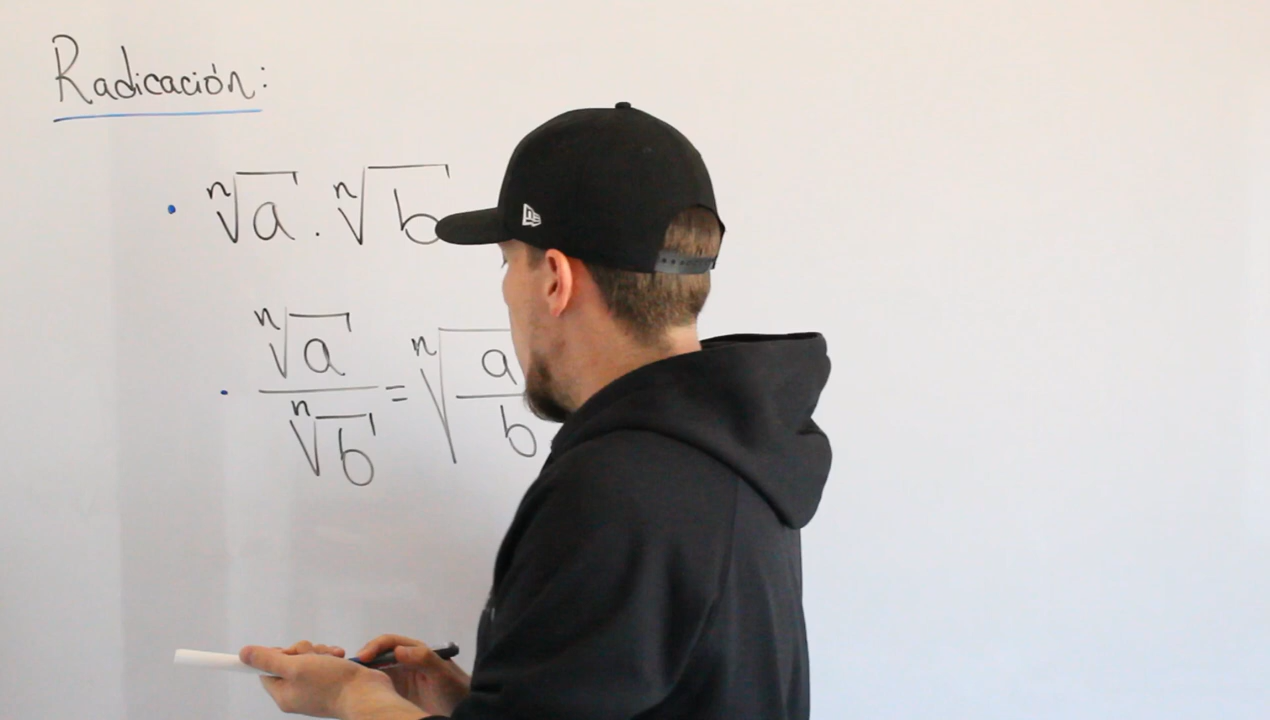 Radicación:
• ⁿ√a . ⁿ√b
• ⁿ√a / ⁿ√b = ⁿ√(a/b)